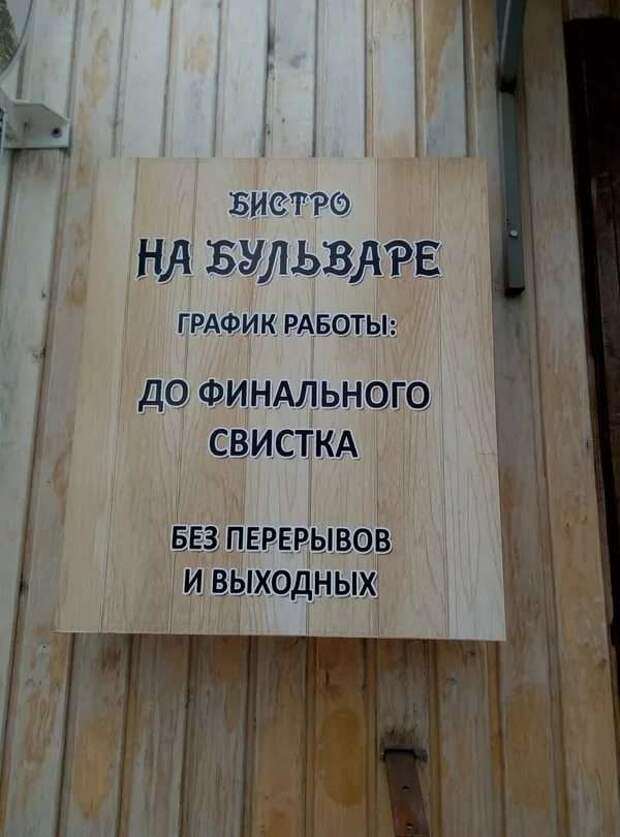 БИСТРО
НА БУЛЬВАРЕ
ГРАФИК РАБОТЫ:
ДО ФИНАЛЬНОГО
СВИСТКА
БЕЗ ПЕРЕРЫВОВ
И ВЫХОДНЫХ